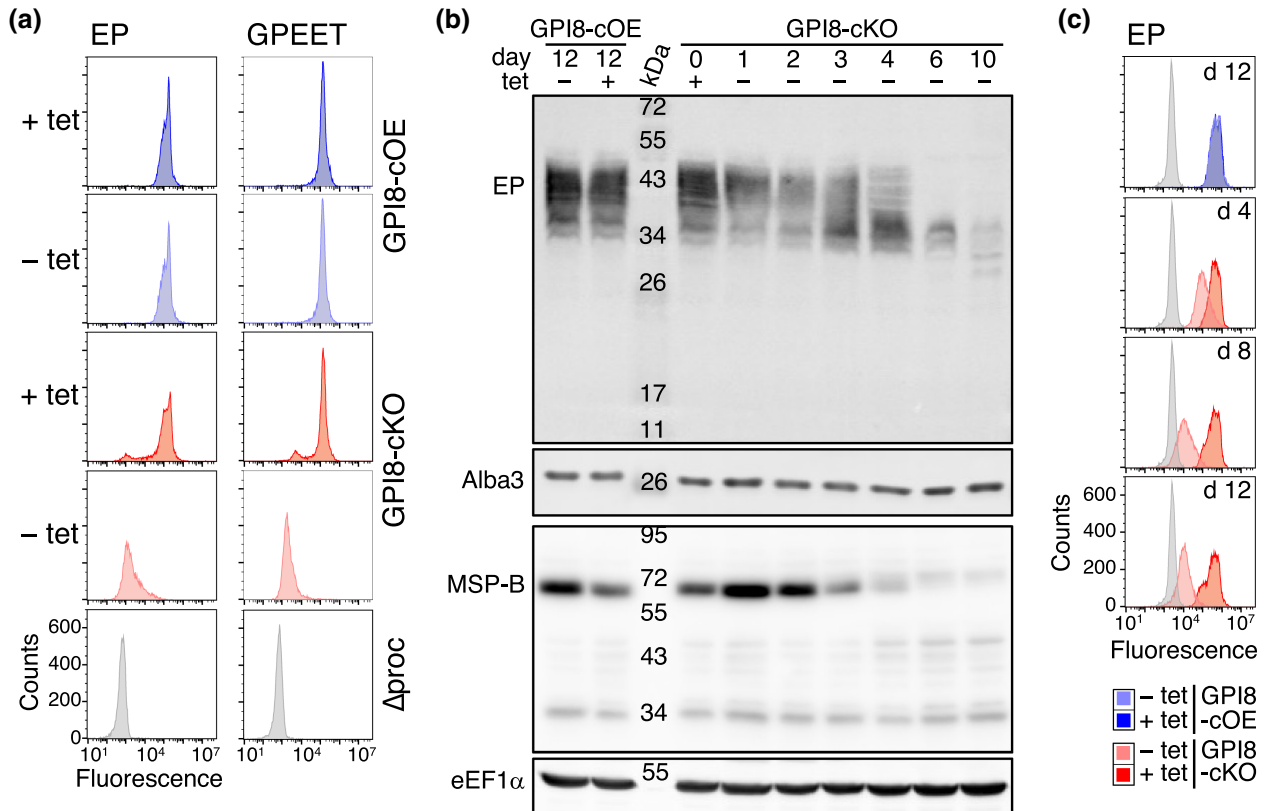 (a)
EP GPEET
+ tet
− tet
GPI8-cOE
+ tet
− tet
GPI8-cKO
Δproc
Counts
600
400
200
0
10¹ 10⁴ 10⁷ 10¹ 10⁴ 10⁷
Fluorescence
(b)
GPI8-cOE GPI8-cKO
day 12 12 kDa 0 1 2 3 4 6 10
tet − + + − − − − − −
EP
72
55
43
34
26
17
11
Alba3 26
MSP-B
95
72
55
43
34
eEF1α 55
(c)
EP
d 12
d 4
d 8
d 12
Counts
600
400
200
0
10¹ 10⁴ 10⁷
Fluorescence
− tet GPI8
+ tet -cOE
− tet GPI8
+ tet -cKO